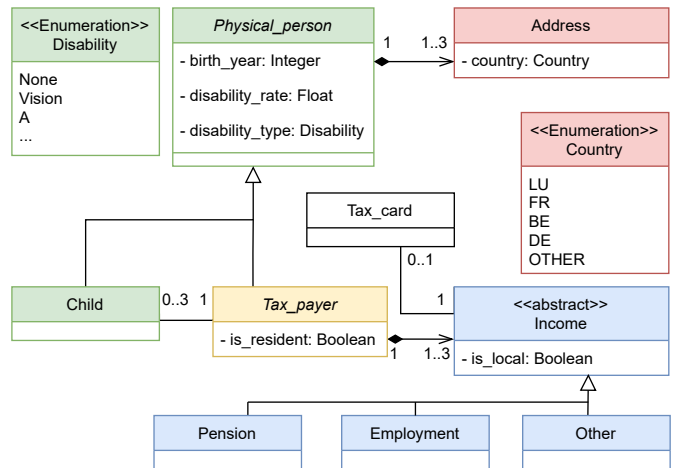 <<Enumeration>>
Disability
None
Vision
A
...
Physical_person
- birth_year: Integer
- disability_rate: Float
- disability_type: Disability
1
1..3
Address
- country: Country
<<Enumeration>>
Country
LU
FR
BE
DE
OTHER
Tax_card
0..1
1
Child
0..3
1
Tax_payer
- is_resident: Boolean
1
1..3
<<abstract>>
Income
- is_local: Boolean
Pension
Employment
Other